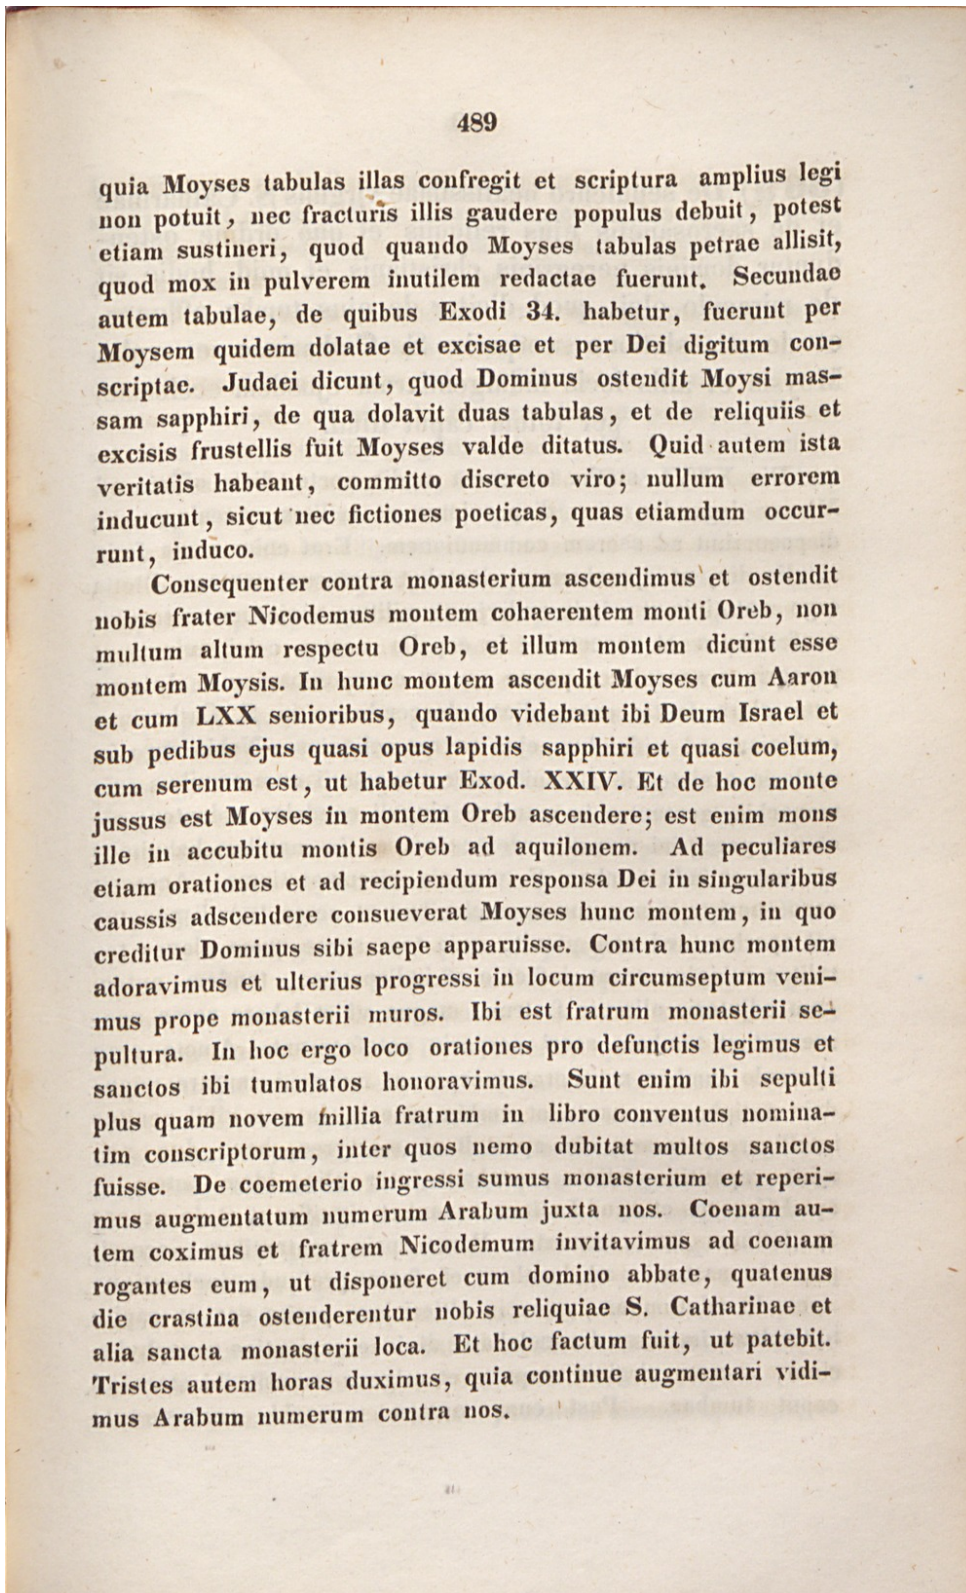 489
quia Moyses tabulas illas confregit et scriptura amplius legi
non potuit, nec fracturis illis gaudere populus debuit, potest
etiam sustineri, quod quando Moyses tabulas petrae allisit,
quod mox in pulverem inutilem redactae fuerunt. Secundae
autem tabulae, de quibus Exodi 34. habetur, fuerunt per
Moysem quidem dolatae et excisae et per Dei digitum con-
scriptae. Judaei dicunt, quod Dominus ostendit Moysi mas-
sam sapphiri, de qua dolavit duas tabulas, et de reliquiis et
excisis frustellis fuit Moyses valde ditatus. Quid autem ista
veritatis habeant, committo discreto viro; nullum errorem
inducunt, sicut nec fictiones poeticas, quas etiamdum occur-
runt, induco.
Consequenter contra monasterium ascendimus et ostendit
nobis frater Nicodemus montem cohaerentem monti Oreb, non
multum altum respectu Oreb, et illum montem dicunt esse
montem Moysis. In hunc montem ascendit Moyses cum Aaron
et cum LXX senioribus, quando videbant ibi Deum Israel et
sub pedibus ejus quasi opus lapidis sapphiri et quasi coelum,
cum serenum est, ut habetur Exod. XXIV. Et de hoc monte
jussus est Moyses in montem Oreb ascendere; est enim mons
ille in accubitu montis Oreb ad aquilonem. Ad peculiares
etiam orationes et ad recipiendum responsa Dei in singularibus
caussis adscendere consueverat Moyses hunc montem, in quo
creditur Dominus sibi saepe apparuisse. Contra hunc montem
adoravimus et ulterius progressi in locum circumseptum veni-
mus prope monasterii muros. Ibi est fratrum monasterii se-
pultura. In hoc ergo loco orationes pro defunctis legimus et
sanctos ibi tumulatos honoravimus. Sunt enim ibi sepulti
plus quam novem millia fratrum in libro conventus nomina-
tim conscriptorum, inter quos nemo dubitat multos sanctos
fuisse. De coemeterio ingressi sumus monasterium et reperi-
mus augmentatum numerum Arabum juxta nos. Coenam au-
tem coximus et fratrem Nicodemum invitavimus ad coenam
rogantes eum, ut disponeret cum domino abbate, quatenus
die crastina ostenderentur nobis reliquiae S. Catharinae et
alia sancta monasterii loca. Et hoc factum fuit, ut patebit.
Tristes autem horas duximus, quia continue augmentari vidi-
mus Arabum numerum contra nos.